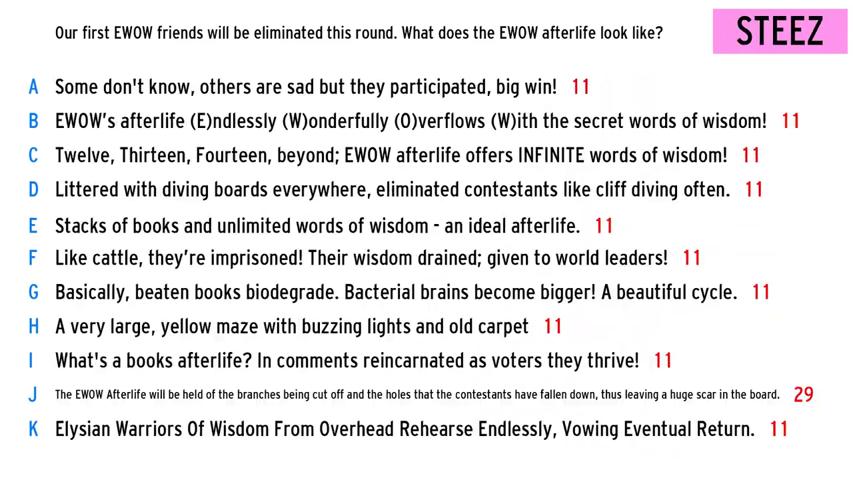 Our first EWOW friends will be eliminated this round. What does the EWOW afterlife look like?
STEEZ
A Some don't know, others are sad but they participated, big win! 11
B EWOW's afterlife (E)ndlessly (W)onderfully (O)verflows (W)ith the secret words of wisdom! 11
C Twelve, Thirteen, Fourteen, beyond; EWOW afterlife offers INFINITE words of wisdom! 11
D Littered with diving boards everywhere, eliminated contestants like cliff diving often. 11
E Stacks of books and unlimited words of wisdom - an ideal afterlife. 11
F Like cattle, they're imprisoned! Their wisdom drained; given to world leaders! 11
G Basically, beaten books biodegrade. Bacterial brains become bigger! A beautiful cycle. 11
H A very large, yellow maze with buzzing lights and old carpet 11
I What's a books afterlife? In comments reincarnated as voters they thrive! 11
J The EWOW Afterlife will be held of the branches being cut off and the holes that the contestants have fallen down, thus leaving a huge scar in the board. 29
K Elysian Warriors Of Wisdom From Overhead Rehearse Endlessly, Vowing Eventual Return. 11